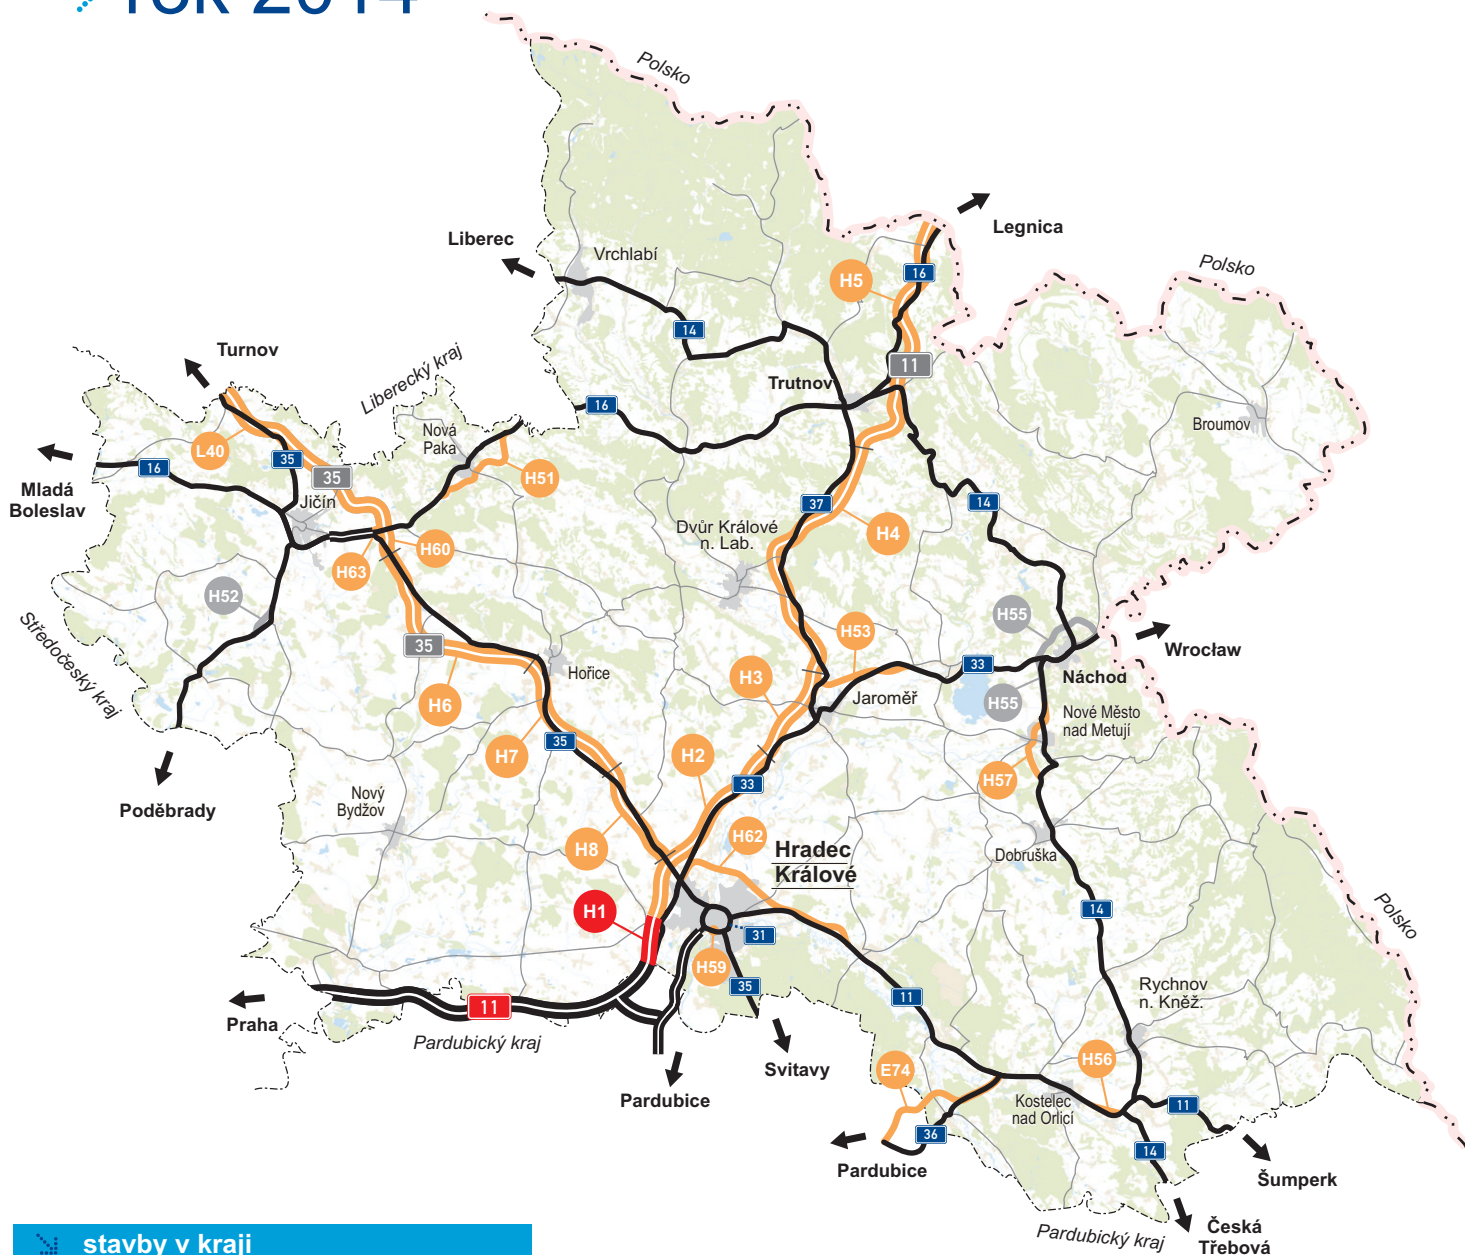 rok 2014
Polsko
Legnica
Liberec
Vrchlabí
Polsko
H5
16
14
Turnov
Liberecký kraj
11
Trutnov
16
Nová
Paka
Broumov
L40
35
16
35
H51
Mladá
Boleslav
Jičín
37
14
Dvůr Králové
n. Lab.
H4
H60
H63
H52
H55
H53
Středočeský kraj
35
Wrocław
33
Hořice
H3
Náchod
H6
Jaroměř
H55
Nové Město
nad Metují
35
H7
H2
H57
33
Nový
Bydžov
Poděbrady
H62
H8
Hradec
Králové
Dobruška
H1
14
Polsko
31
H59
35
Rychnov
n. Kněž.
11
11
Praha
Pardubický kraj
Svitavy
H56
E74
Pardubice
Kostelec
nad Orlicí
11
36
14
Pardubice
Šumperk
Pardubický kraj
Česká
Třebová
stavby v kraji